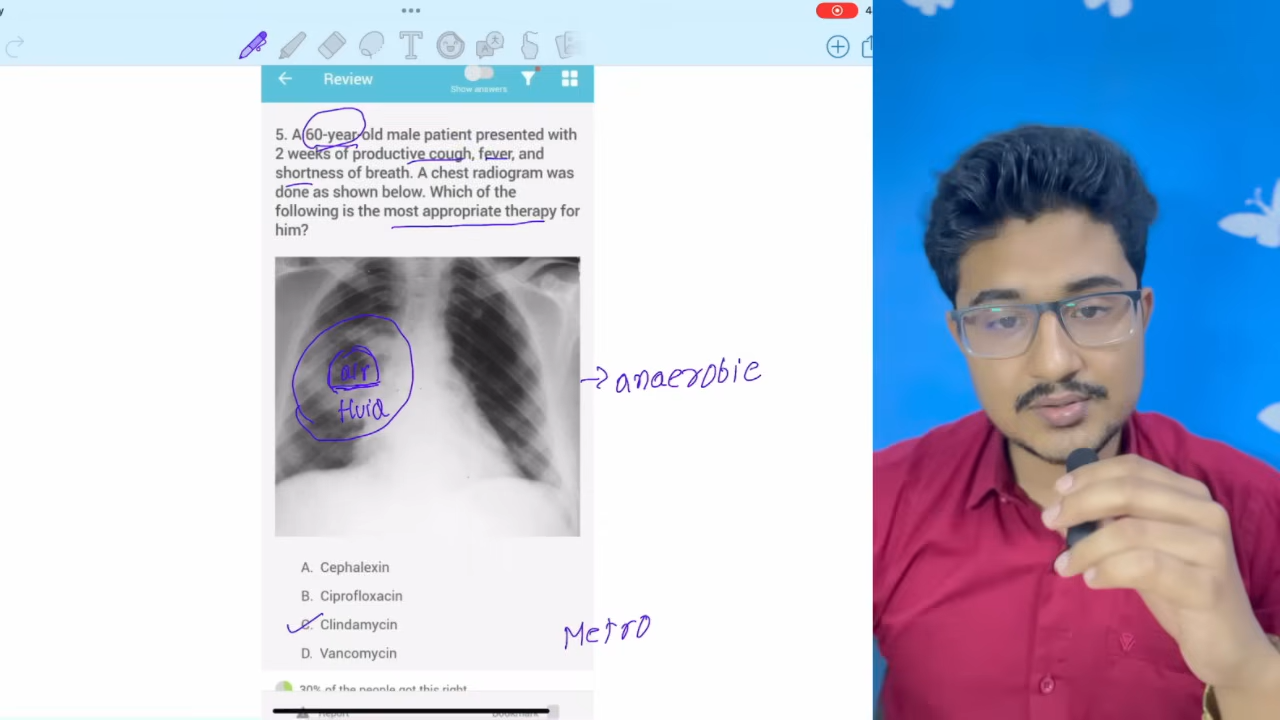 Review
Show answers
5. A 60-year-old male patient presented with
2 weeks of productive cough, fever, and
shortness of breath. A chest radiogram was
done as shown below. Which of the
following is the most appropriate therapy for
him?
air
fluid
anaerobic
A. Cephalexin
B. Ciprofloxacin
C. Clindamycin
D. Vancomycin
Metro
30% of the people got this right
Report
Bookmark